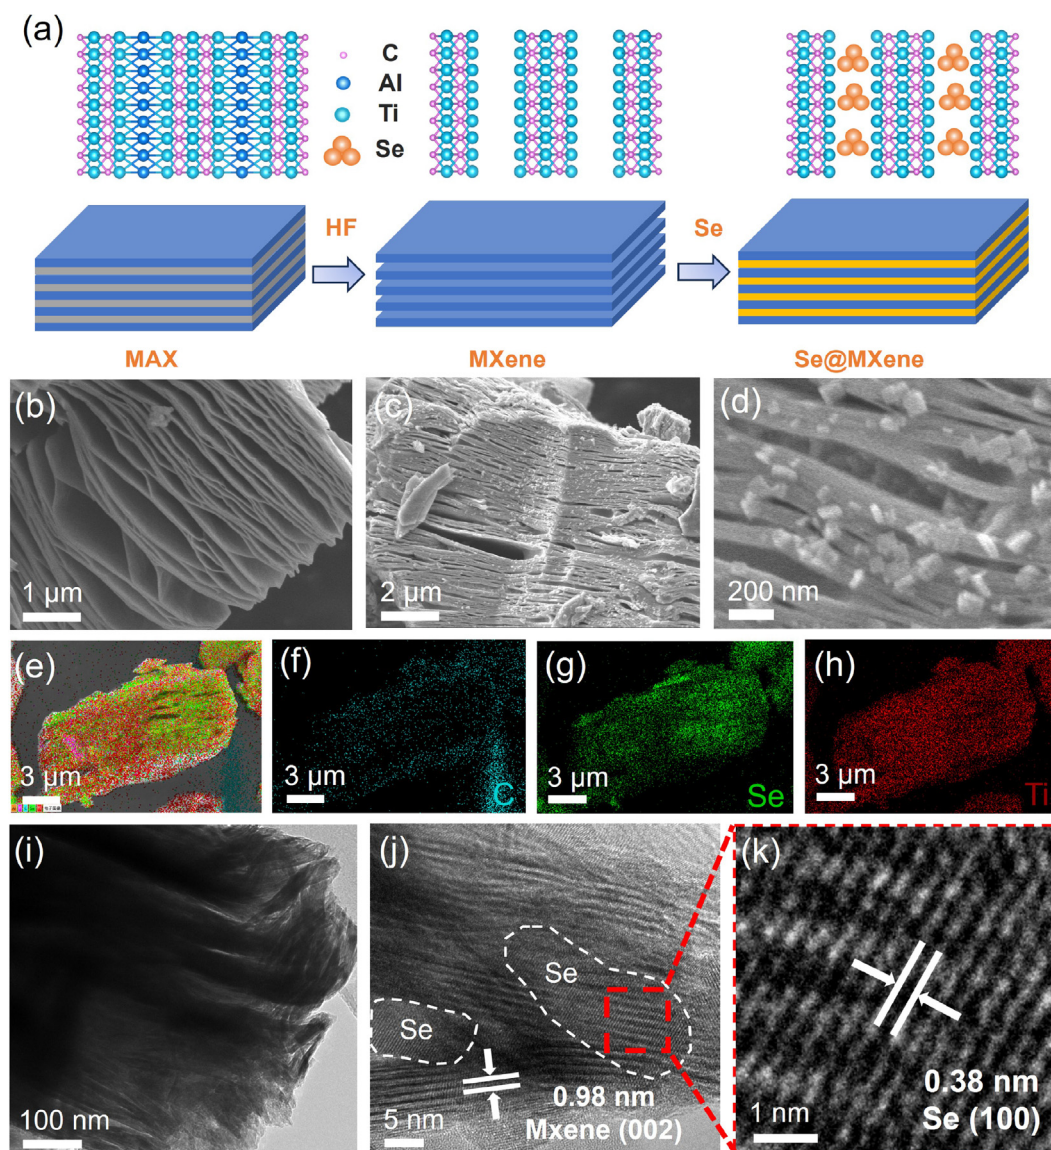 (a)
C
Al
Ti
Se
HF
Se
MAX
MXene
Se@MXene
(b)
1 μm
(c)
2 μm
(d)
200 nm
(e)
3 μm
(f)
3 μm
C
(g)
3 μm
Se
(h)
3 μm
Ti
(i)
100 nm
(j)
Se
Se
5 nm
0.98 nm
Mxene (002)
(k)
1 nm
0.38 nm
Se (100)